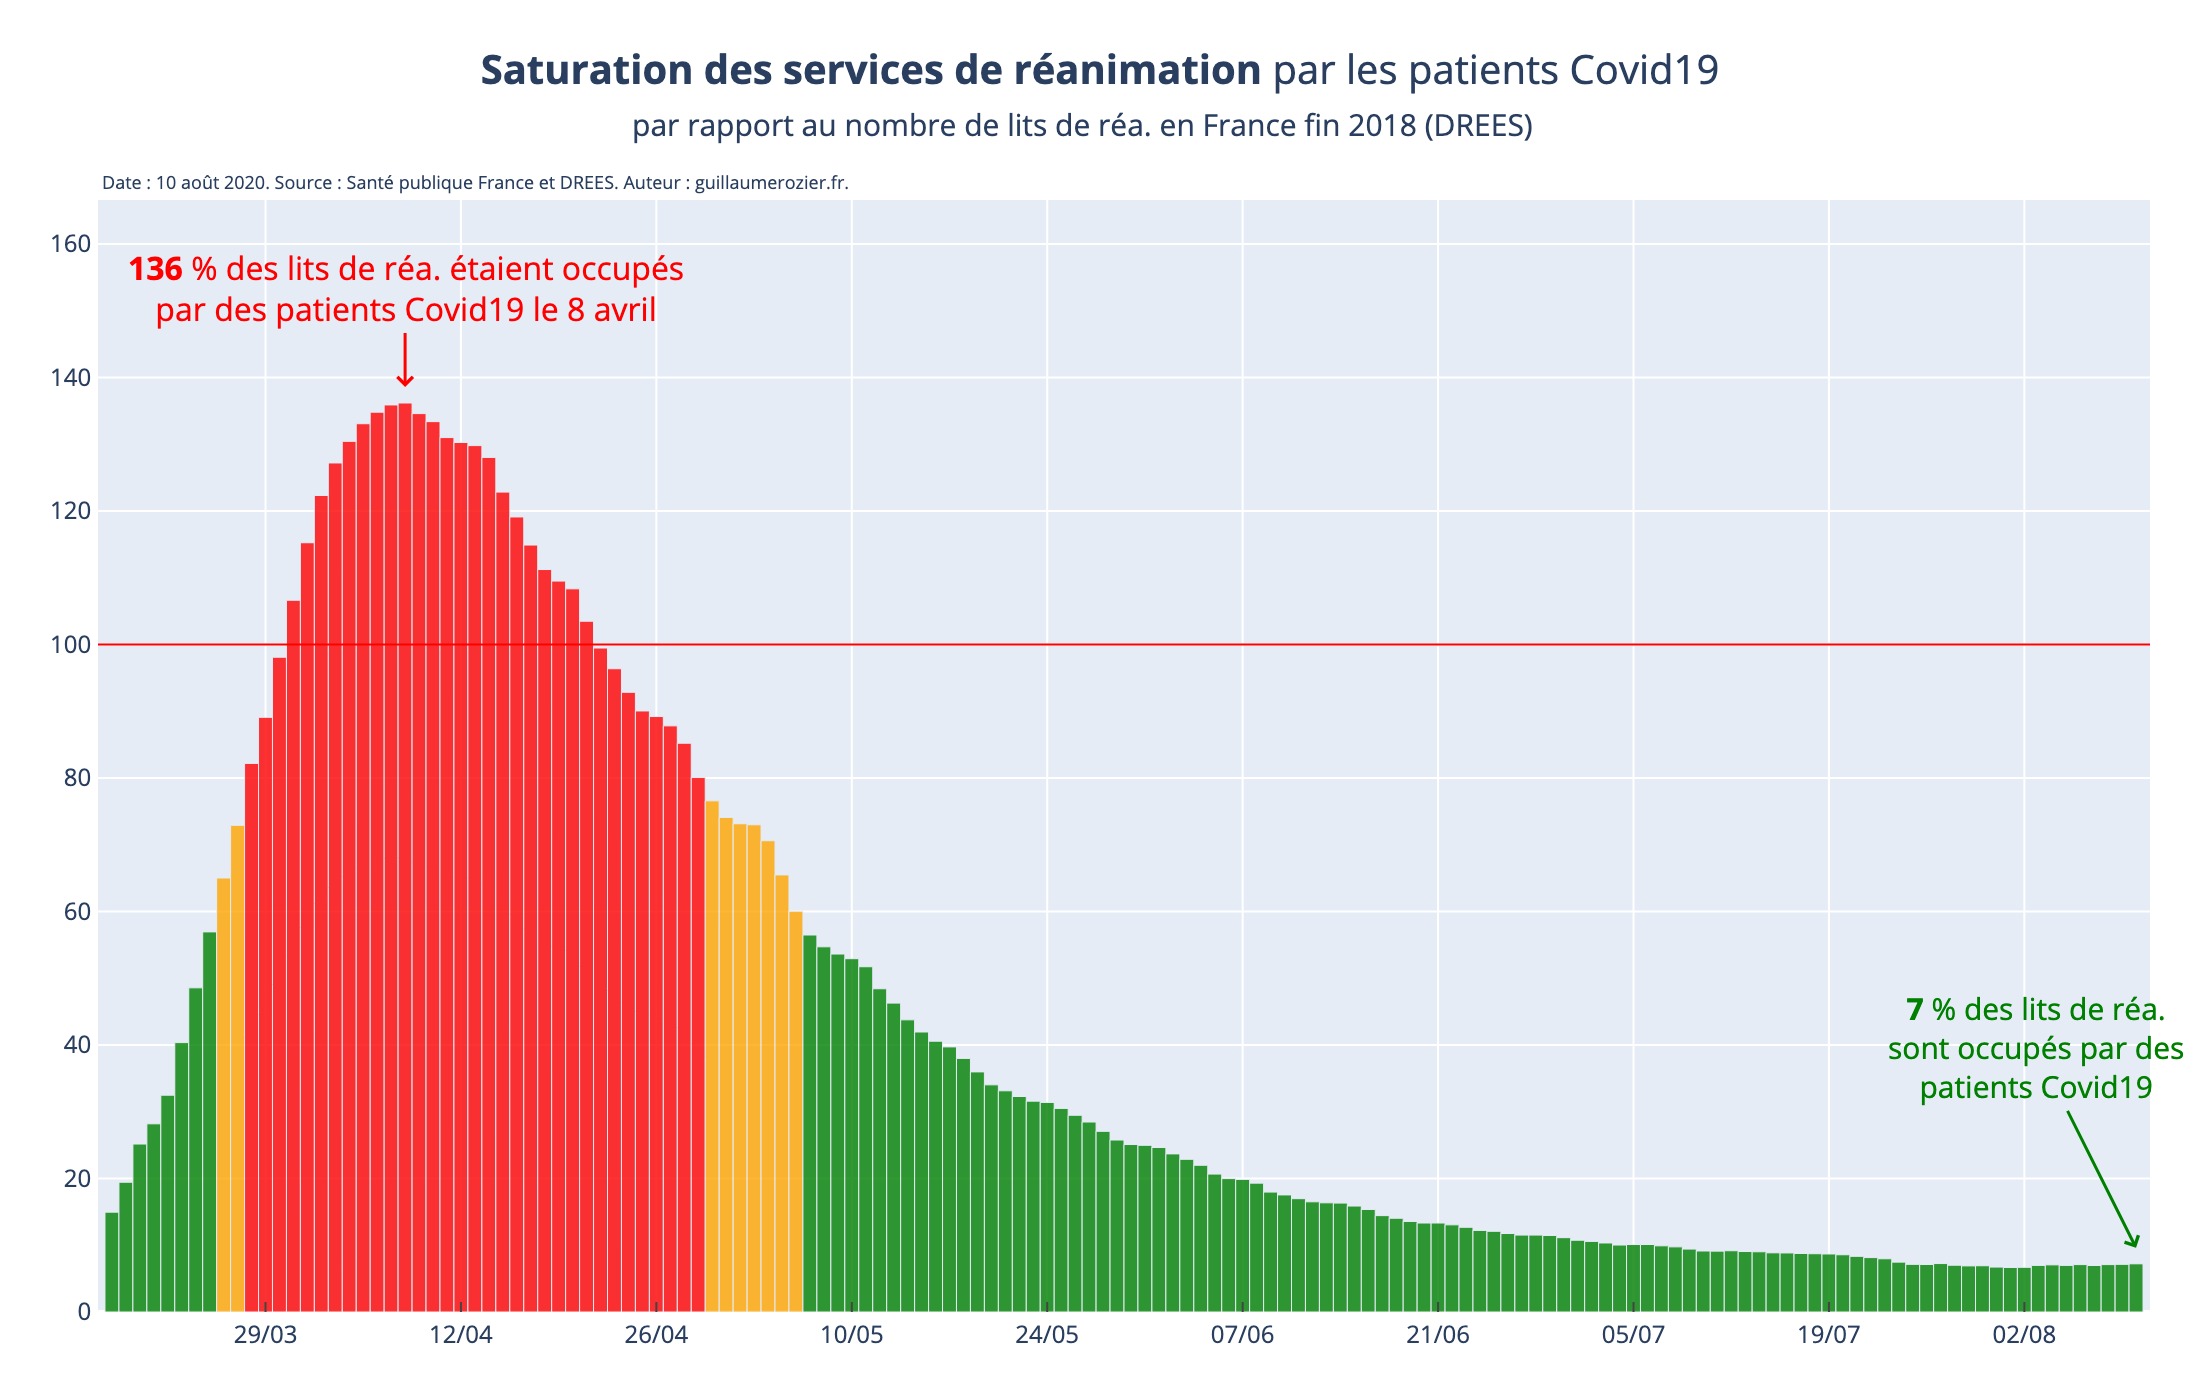 Saturation des services de réanimation par les patients Covid19
par rapport au nombre de lits de réa. en France fin 2018 (DREES)
Date : 10 août 2020. Source : Santé publique France et DREES. Auteur : guillaumerozier.fr.
160
136 % des lits de réa. étaient occupés
par des patients Covid19 le 8 avril
140
120
100
80
60
7 % des lits de réa.
40
sont occupés par des
patients Covid19
20
0
29/03 12/04 26/04 10/05 24/05 07/06 21/06 05/07 19/07 02/08